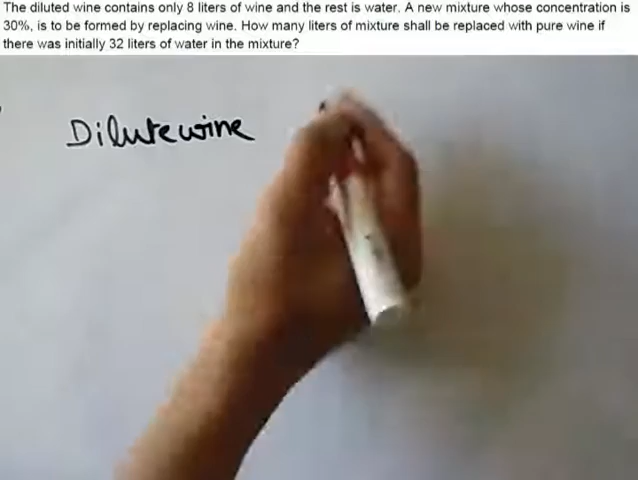 The diluted wine contains only 8 liters of wine and the rest is water. A new mixture whose concentration is
30%, is to be formed by replacing wine. How many liters of mixture shall be replaced with pure wine if
there was initially 32 liters of water in the mixture?
Dilute wine